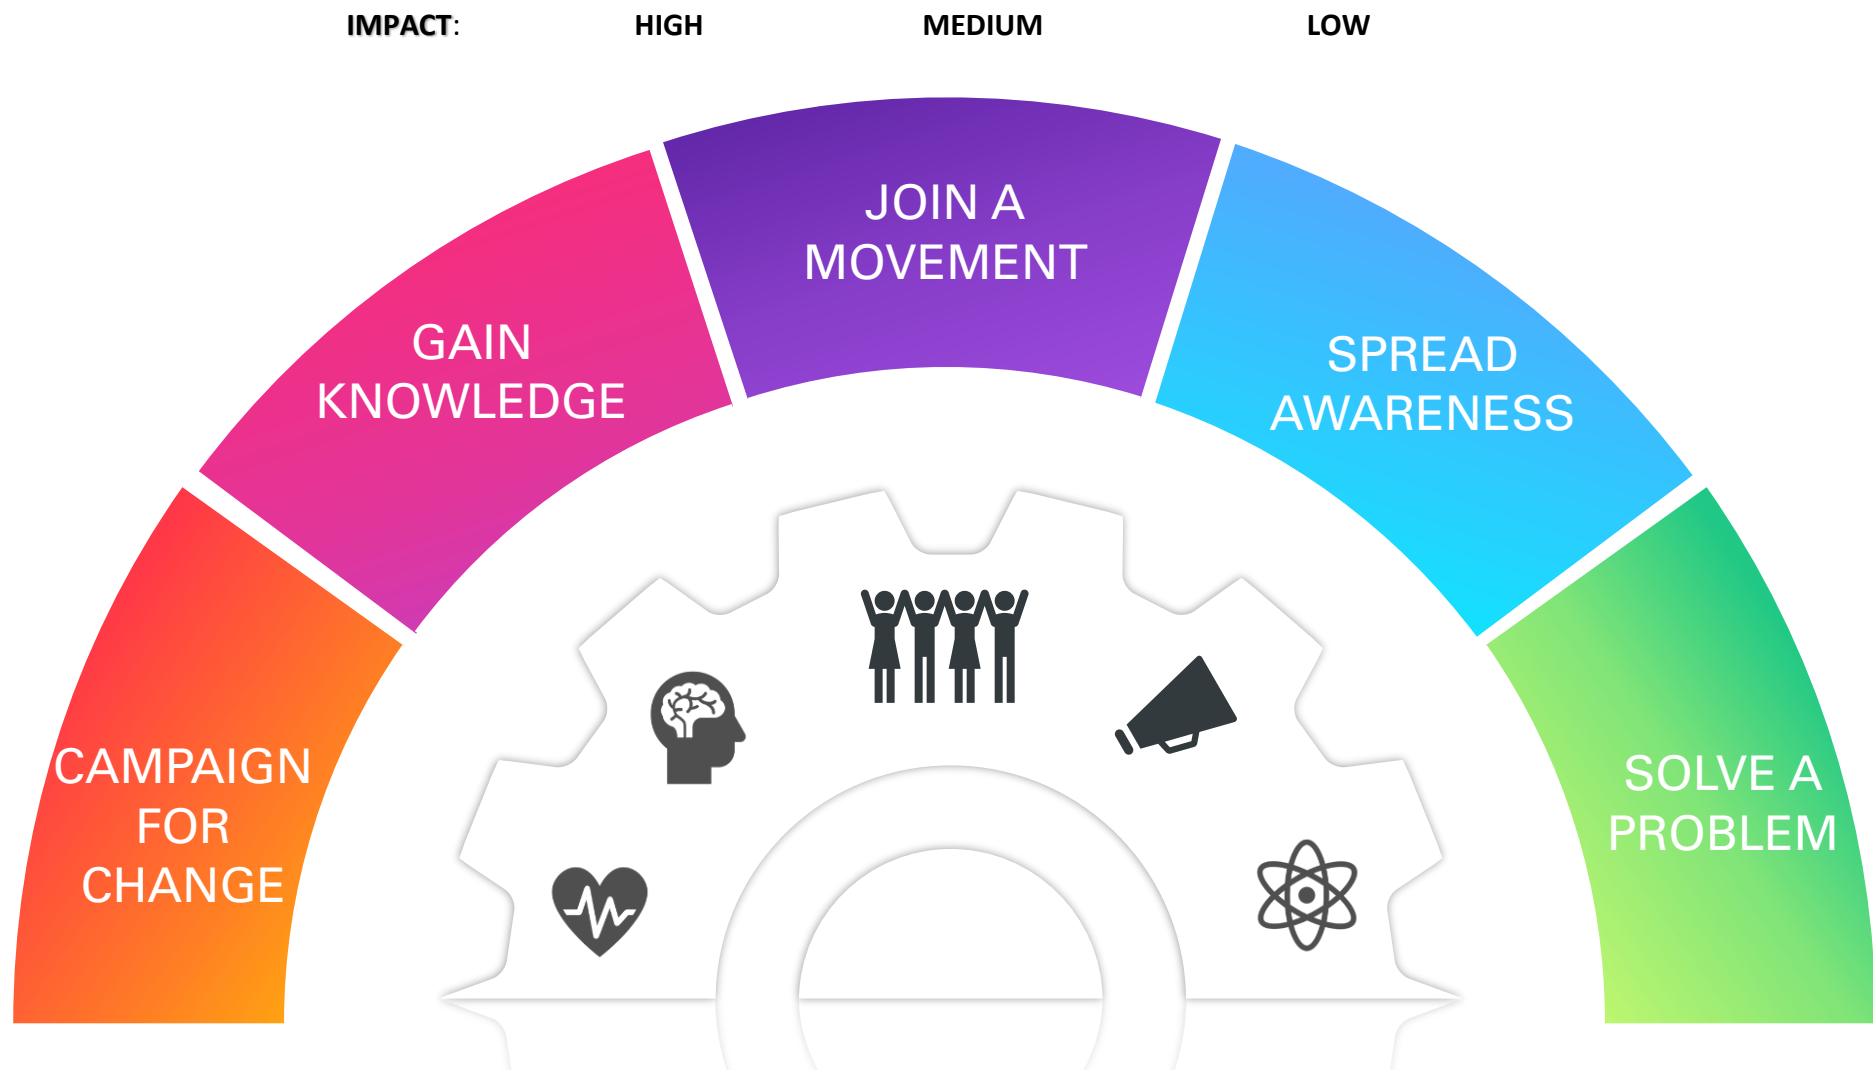 IMPACT: HIGH MEDIUM LOW
JOIN A
MOVEMENT
GAIN
KNOWLEDGE
SPREAD
AWARENESS
CAMPAIGN
FOR
CHANGE
SOLVE A
PROBLEM